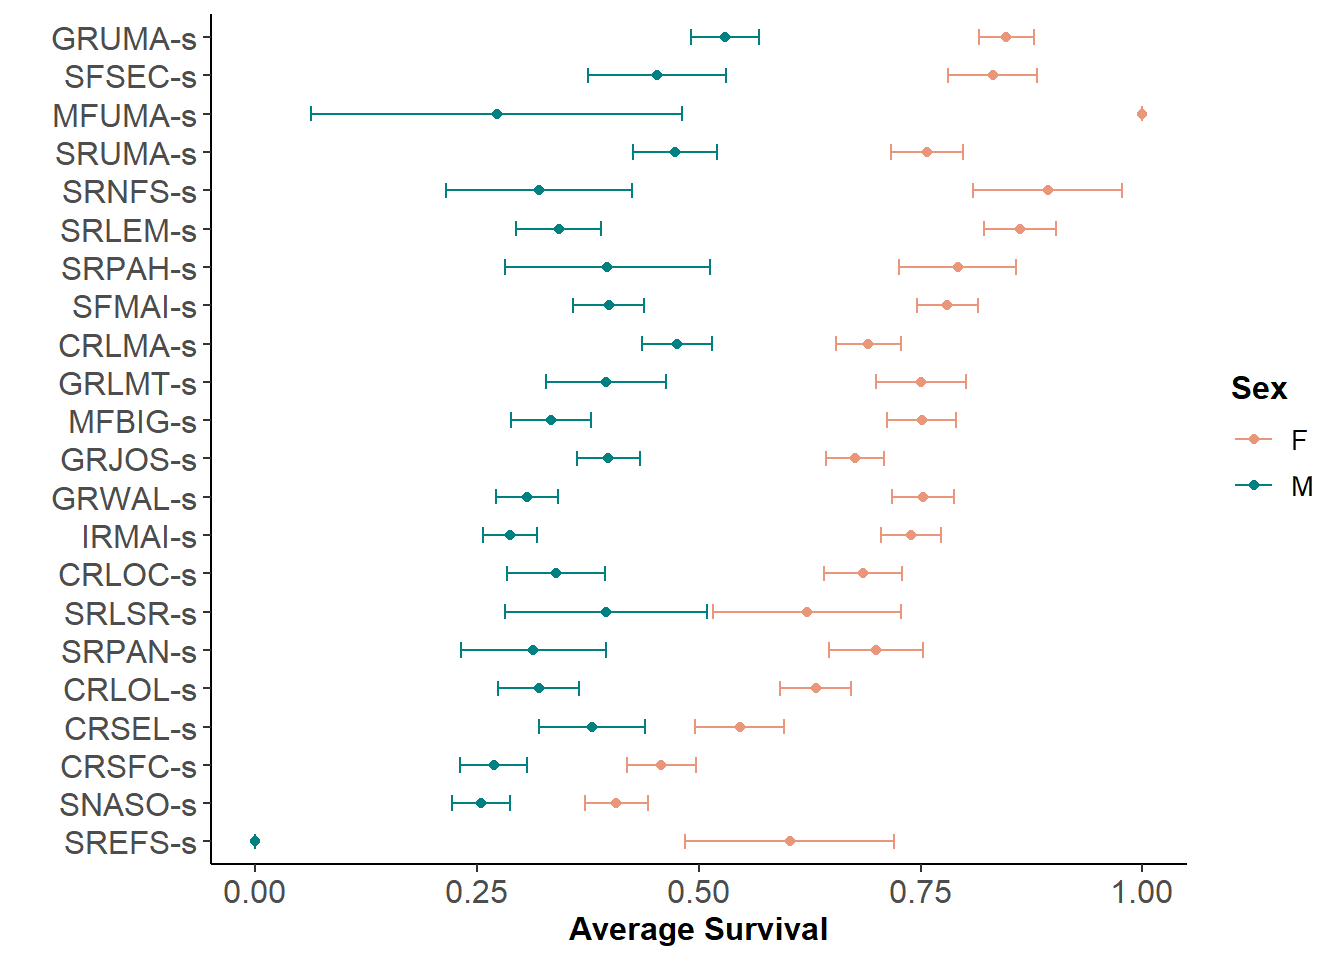 GRUMA-s
SFSEC-s
MFUMA-s
SRUMA-s
SRNFS-s
SRLEM-s
SRPAH-s
SFMAI-s
CRLMA-s
GRLMT-s
MFBIG-s
GRJOS-s
GRWAL-s
IRMAI-s
CRLOC-s
SRLSR-s
SRPAN-s
CRLOL-s
CRSEL-s
CRSFC-s
SNASO-s
SREFS-s
0.00 0.25 0.50 0.75 1.00
Average Survival
Sex
F
M